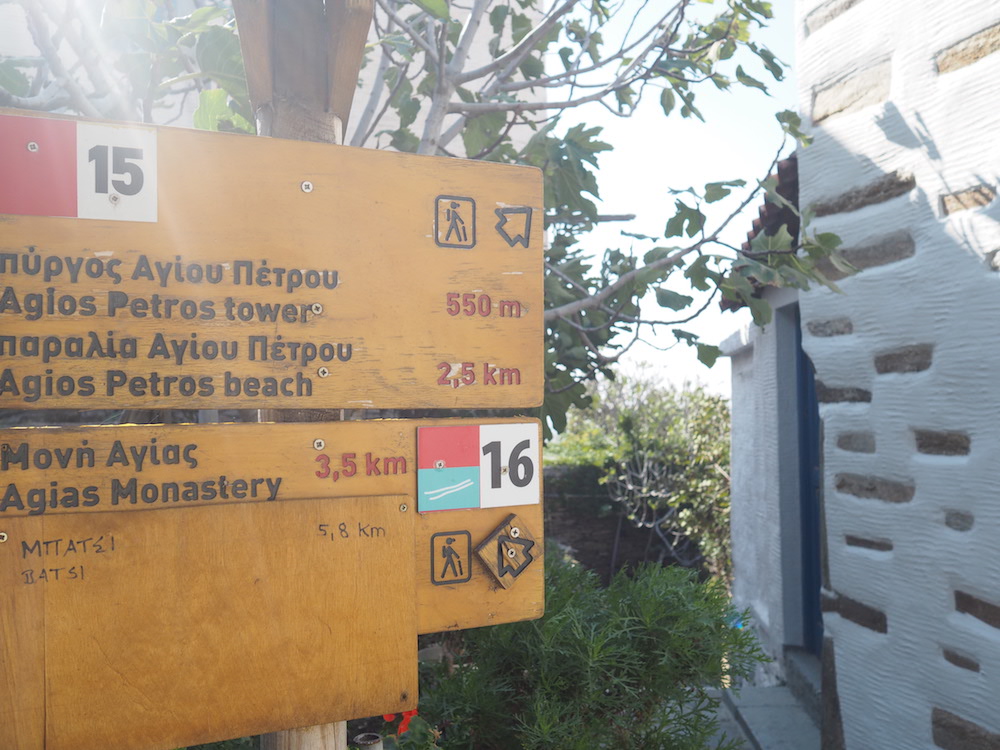 15
πύργος Αγίου Πέτρου
Agios Petros tower 550 m
παραλία Αγίου Πέτρου
Agios Petros beach 2,5 km
Μονή Αγίας 3,5 km 16
Agias Monastery
ΜΠΑΤΣΙ 5,8 km
BATSI